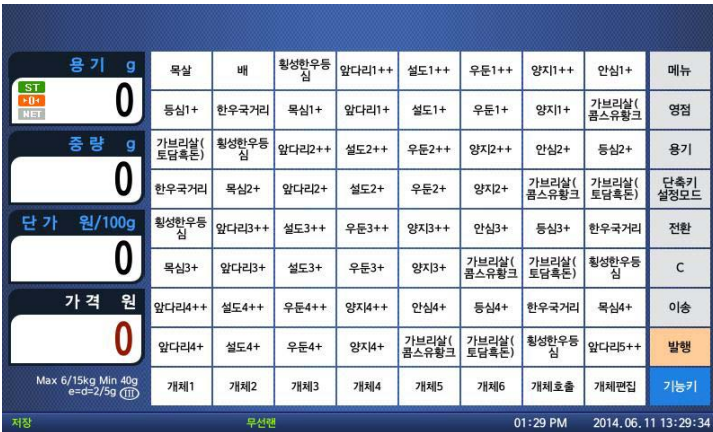 용기 g
ST
▸0◂
NET
0
중량 g
0
단가 원/100g
0
가격 원
0
Max 6/15kg Min 40g
e=d=2/5g (III)
목살 배 횡성한우등심 앞다리1++ 설도1++ 우둔1++ 양지1++ 안심1+ 메뉴
등심1+ 한우국거리 목심1+ 앞다리1+ 설도1+ 우둔1+ 양지1+ 가브리살(콤스유황크 영점
가브리살(토담흑돈) 횡성한우등심 앞다리2++ 설도2++ 우둔2++ 양지2++ 안심2+ 등심2+ 용기
한우국거리 목심2+ 앞다리2+ 설도2+ 우둔2+ 양지2+ 가브리살(콤스유황크 가브리살(토담흑돈) 단축키 설정모드
횡성한우등심 앞다리3++ 설도3++ 우둔3++ 양지3++ 안심3+ 등심3+ 한우국거리 전환
목심3+ 앞다리3+ 설도3+ 우둔3+ 양지3+ 가브리살(콤스유황크 가브리살(토담흑돈) 횡성한우등심 C
앞다리4++ 설도4++ 우둔4++ 양지4++ 안심4+ 등심4+ 한우국거리 목심4+ 이송
앞다리4+ 설도4+ 우둔4+ 양지4+ 가브리살(콤스유황크 가브리살(토담흑돈) 횡성한우등심 앞다리5++ 발행
개체1 개체2 개체3 개체4 개체5 개체6 개체호출 개체편집 기능키
저장 무선랜 01:29 PM 2014.06.11 13:29:34